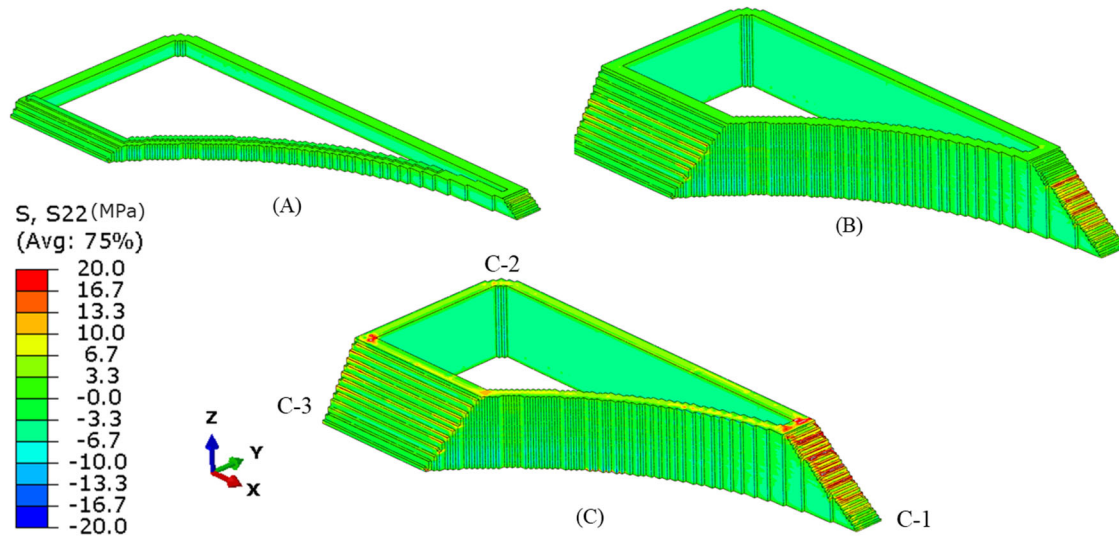 (A)
(B)
S, S22 (MPa)
(Avg: 75%)
20.0
16.7
13.3
10.0
6.7
3.3
-0.0
-3.3
-6.7
-10.0
-13.3
-16.7
-20.0
C-2
C-3
Z
Y
X
(C)
C-1